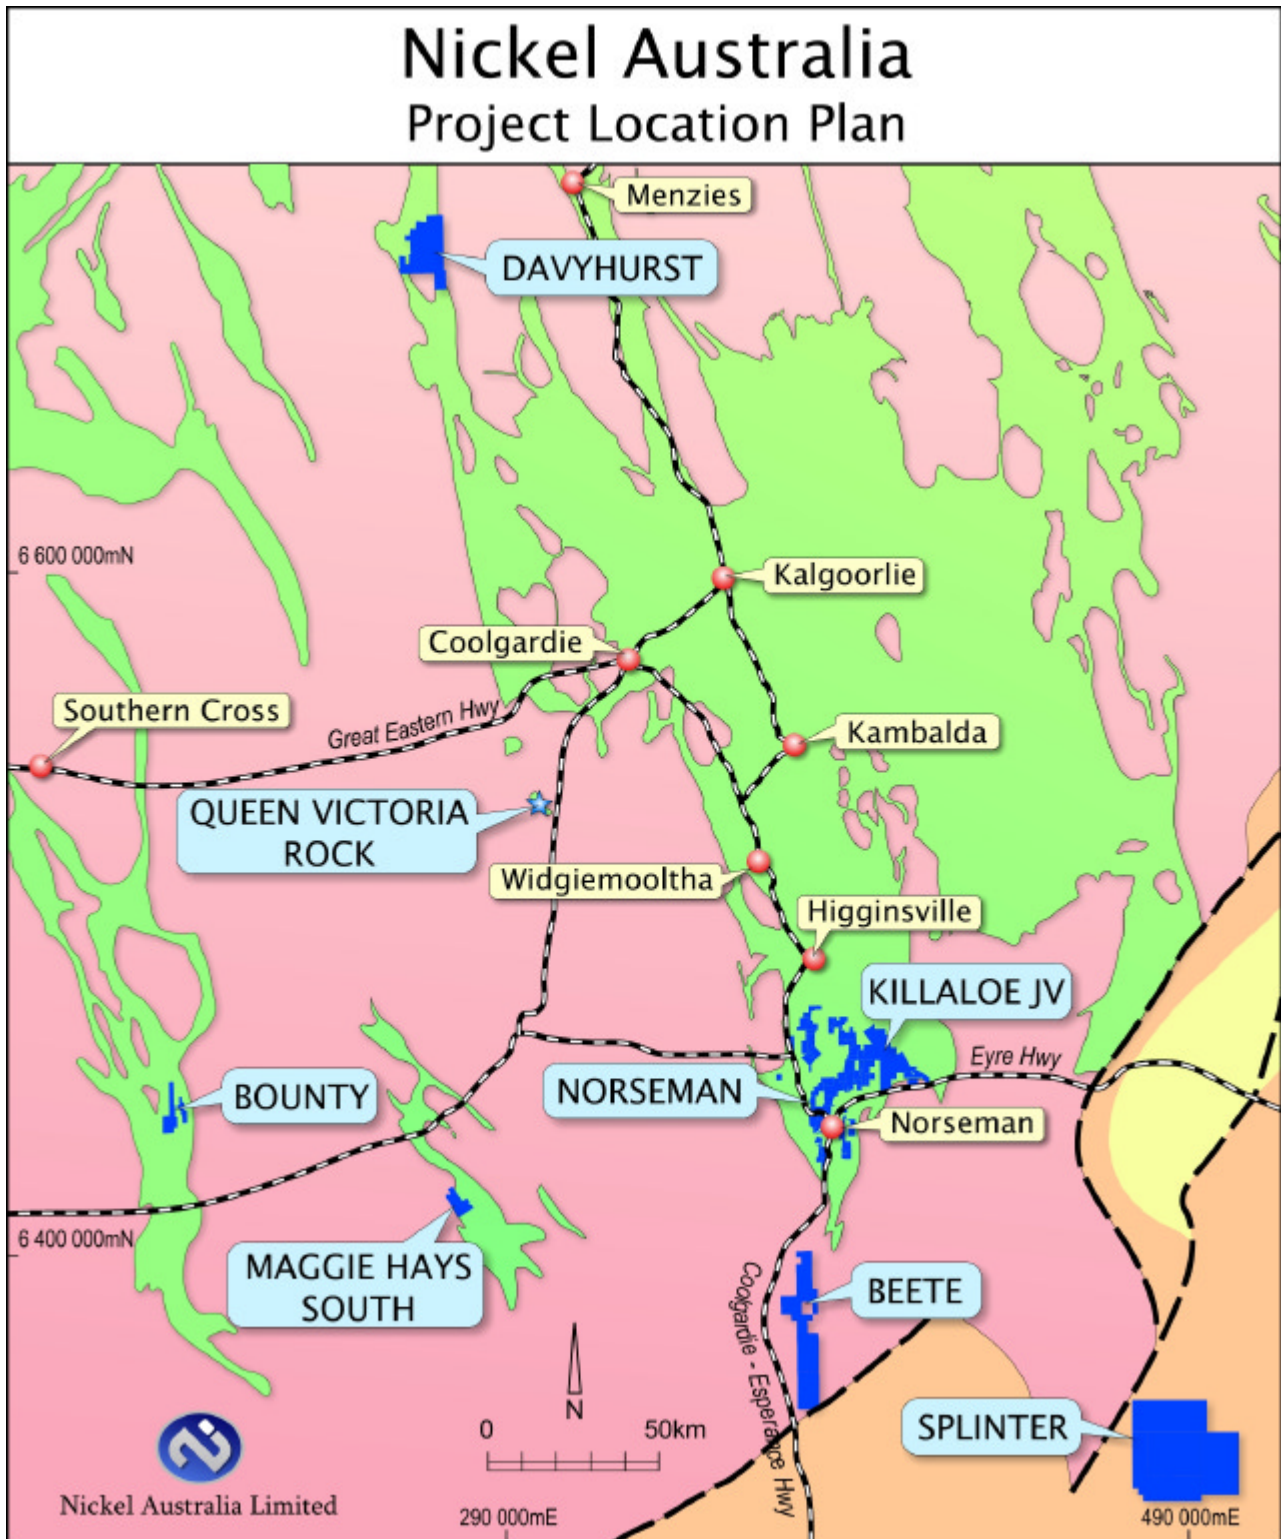 Nickel Australia
Project Location Plan
Menzies
DAVYHURST
6 600 000mN
Kalgoorlie
Coolgardie
Southern Cross
Great Eastern Hwy
Kambalda
QUEEN VICTORIA
ROCK
Widgiemooltha
Higginsville
KILLALOE JV
Eyre Hwy
BOUNTY
NORSEMAN
Norseman
6 400 000mN
MAGGIE HAYS
SOUTH
BEETE
Coolgardie - Esperance Hwy
N
0 50km
SPLINTER
Nickel Australia Limited
290 000mE
490 000mE